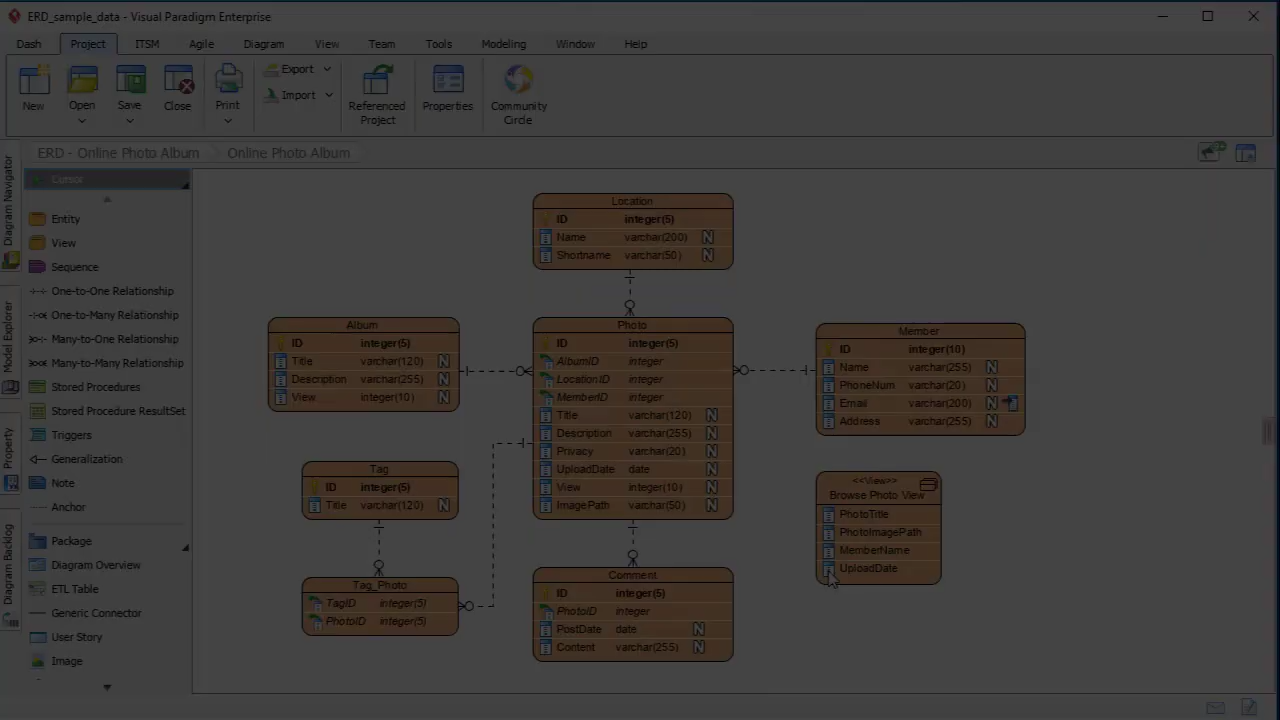 ERD_sample_data - Visual Paradigm Enterprise
Dash Project ITSM Agile Diagram View Team Tools Modeling Window Help
New Open Save Close Print Export Import Referenced Project Properties Community Circle
ERD - Online Photo Album Online Photo Album
Diagram Navigator
Model Explorer
Property
Diagram Backlog
Cursor
Entity
View
Sequence
One-to-One Relationship
One-to-Many Relationship
Many-to-One Relationship
Many-to-Many Relationship
Stored Procedures
Stored Procedure ResultSet
Triggers
Generalization
Note
Anchor
Package
Diagram Overview
ETL Table
Generic Connector
User Story
Image
Location
ID integer(5)
Name varchar(200) N
Shortname varchar(50) N
Album
ID integer(5)
Title varchar(120) N
Description varchar(255) N
View integer(10) N
Photo
ID integer(5)
AlbumID integer
LocationID integer
MemberID integer
Title varchar(120) N
Description varchar(255) N
Privacy varchar(20) N
UploadDate date N
View integer(10) N
ImagePath varchar(50) N
Member
ID integer(10)
Name varchar(255) N
PhoneNum varchar(20) N
Email varchar(200) N
Address varchar(255) N
Tag
ID integer(5)
Title varchar(120) N
<<View>>
Browse Photo View
PhotoTitle
PhotoImagePath
MemberName
UploadDate
Tag_Photo
TagID integer(5)
PhotoID integer(5)
Comment
ID integer(5)
PhotoID integer
PostDate date N
Content varchar(255) N